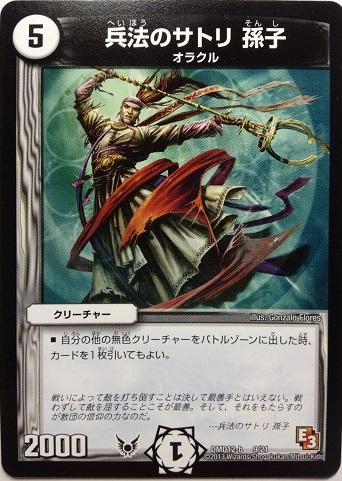 5
へいほう そんし
兵法のサトリ 孫子
オラクル
クリーチャー
illus. Gonzalo Flores
■ 自分の他の無色クリーチャーをバトルゾーンに出した時、
カードを1枚引いてもよい。
戦いによって敵を打ち倒すことは決して最善手とはいえない。戦
わずして敵を屈することこそが最善。そして、それをもたらすの
が教団の信仰の力なのだ。
---兵法のサトリ 孫子
2000
1
DMD12 b 9/21
E3
©2013 Wizards/Shogakukan/Mitsui-Kids